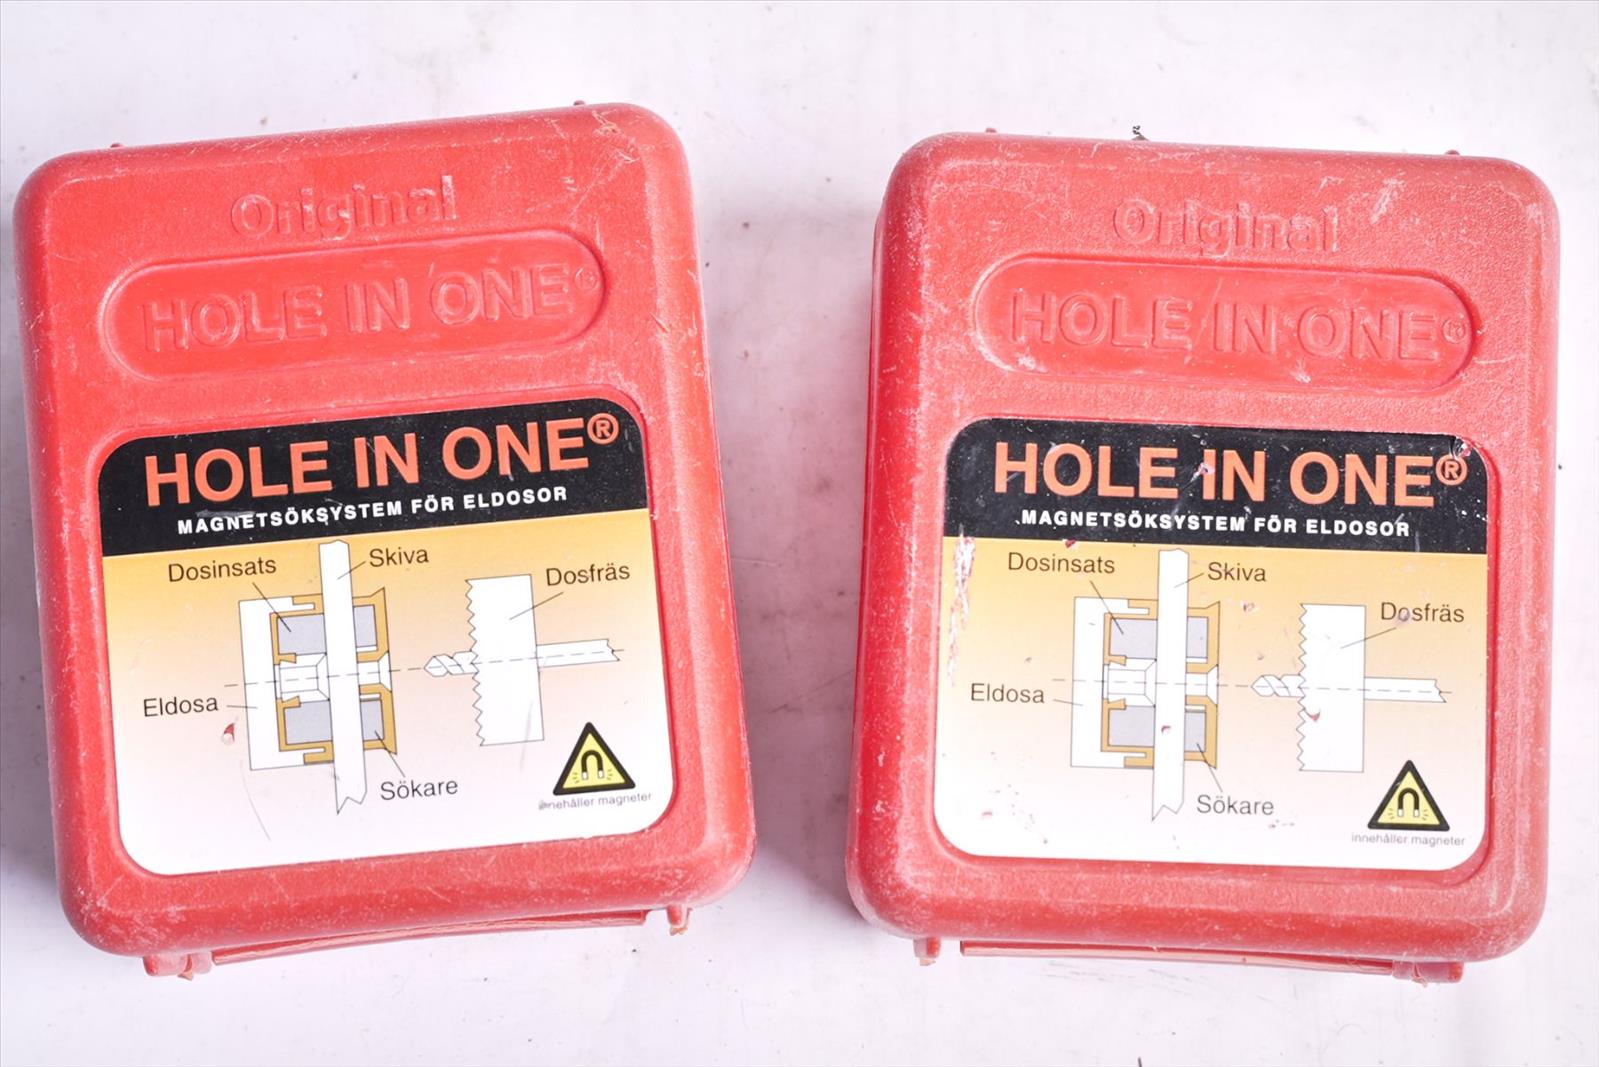 Original
HOLE IN ONE®
HOLE IN ONE®
MAGNETSÖKSYSTEM FÖR ELDOSOR
Dosinsats
Skiva
Dosfräs
Eldosa
Sökare
innehåller magneter
Original
HOLE IN ONE®
HOLE IN ONE®
MAGNETSÖKSYSTEM FÖR ELDOSOR
Dosinsats
Skiva
Dosfräs
Eldosa
Sökare
innehåller magneter